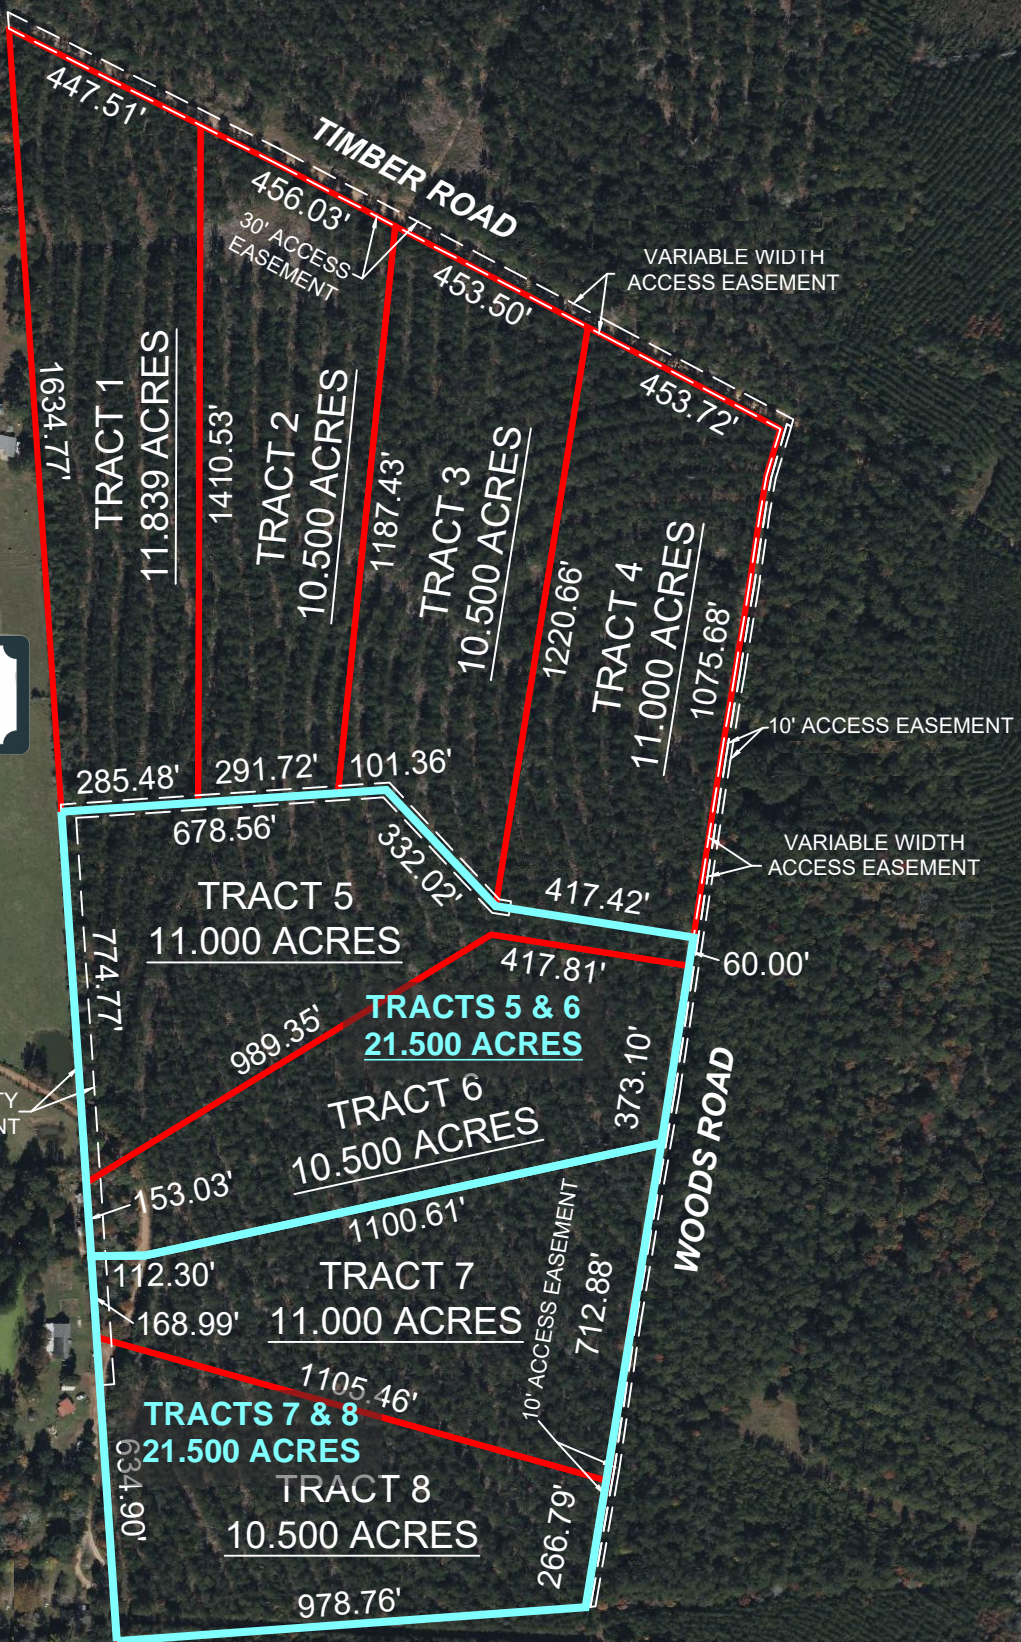 447.51'
TIMBER ROAD
456.03'
30' ACCESS
EASEMENT
453.50'
VARIABLE WIDTH
ACCESS EASEMENT
453.72'
1634.77'
TRACT 1
11.839 ACRES
1410.53'
TRACT 2
10.500 ACRES
1187.43'
TRACT 3
10.500 ACRES
1220.66'
TRACT 4
11.000 ACRES
1075.68'
10' ACCESS EASEMENT
285.48'
291.72'
101.36'
678.56'
332.02'
VARIABLE WIDTH
ACCESS EASEMENT
TRACT 5
11.000 ACRES
417.42'
417.81'
60.00'
774.77'
989.35'
TRACTS 5 & 6
21.500 ACRES
373.10'
TRACT 6
10.500 ACRES
WOODS ROAD
TY
NT
153.03'
1100.61'
112.30'
168.99'
TRACT 7
11.000 ACRES
10' ACCESS EASEMENT
712.88'
1105.46'
TRACTS 7 & 8
21.500 ACRES
634.90'
TRACT 8
10.500 ACRES
266.79'
978.76'